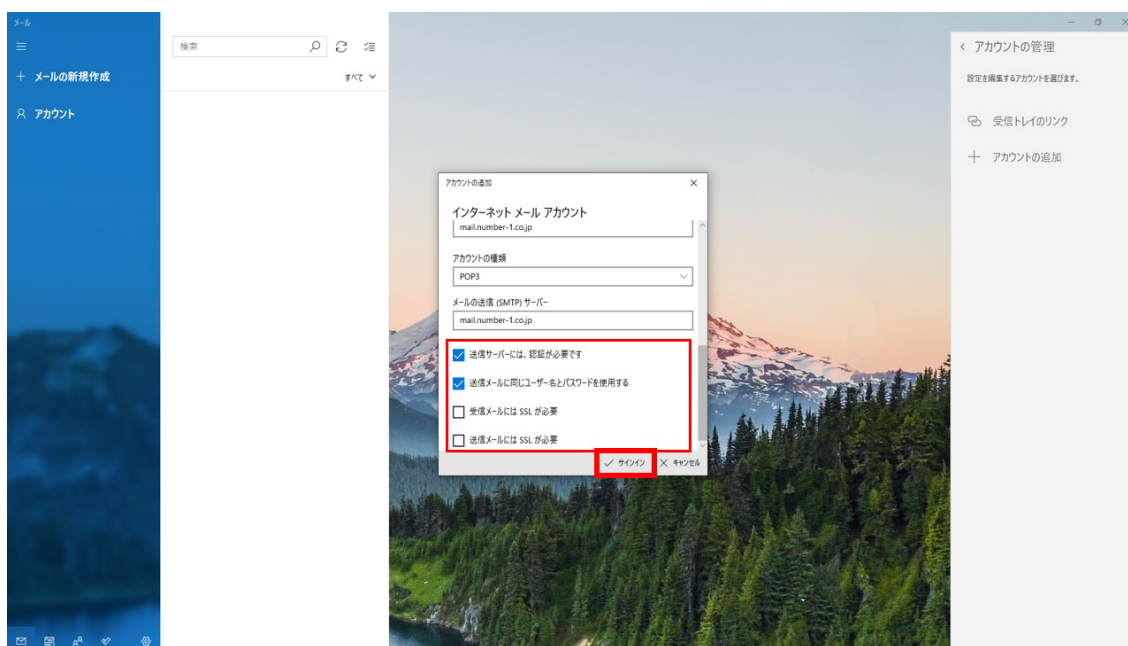 メール
検索
メールの新規作成
すべて
アカウント
アカウントの管理
設定を編集するアカウントを選びます。
受信トレイのリンク
アカウントの追加
アカウントの追加
インターネット メール アカウント
mail.number-1.co.jp
アカウントの種類
POP3
メールの送信 (SMTP) サーバー
mail.number-1.co.jp
送信サーバーには、認証が必要です
送信メールに同じユーザー名とパスワードを使用する
受信メールには SSL が必要
送信メールには SSL が必要
サインイン
キャンセル